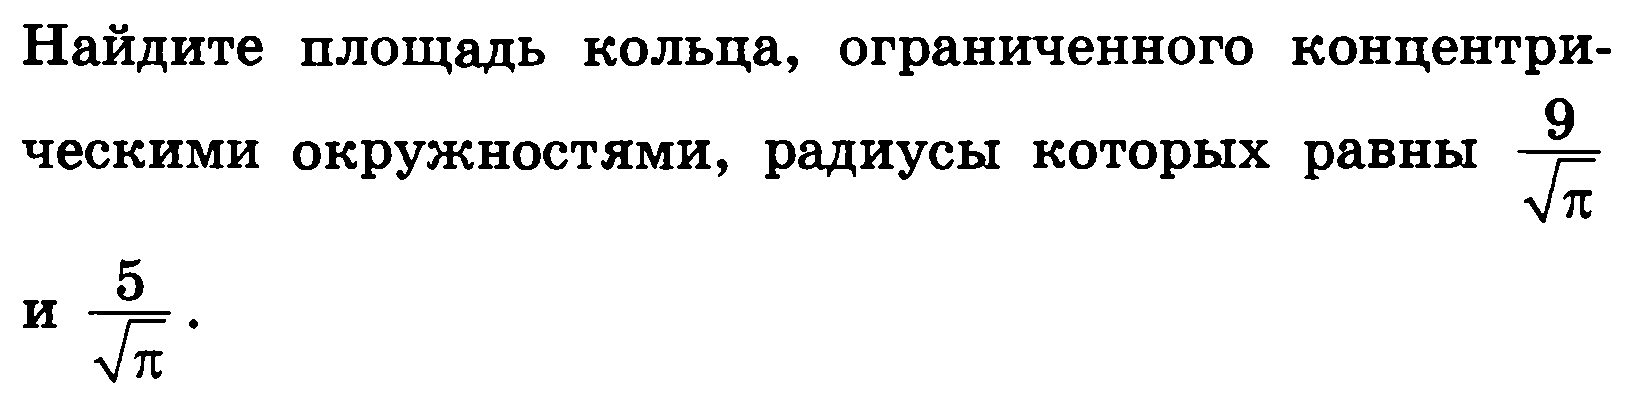 Найдите площадь кольца, ограниченного концентри-
ческими окружностями, радиусы которых равны 9/√π
и 5/√π.